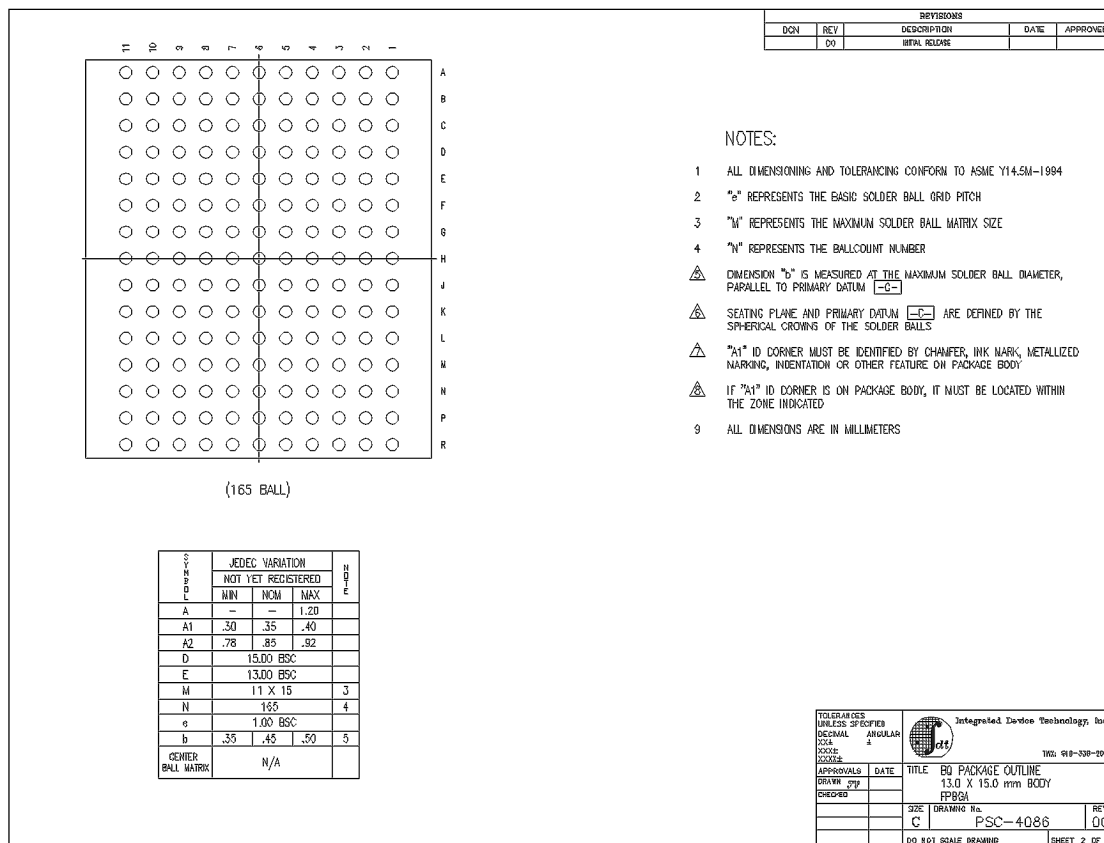 REVISIONS
DCN REV DESCRIPTION DATE APPROVE
00 INITIAL RELEASE
11 10 9 8 7 6 5 4 3 2 1
A
B
C
D
E
F
G
H
J
K
L
M
N
P
R
(165 BALL)
NOTES:
1 ALL DIMENSIONING AND TOLERANCING CONFORM TO ASME Y14.5M-1994
2 "e" REPRESENTS THE BASIC SOLDER BALL GRID PITCH
3 "M" REPRESENTS THE MAXIMUM SOLDER BALL MATRIX SIZE
4 "N" REPRESENTS THE BALLCOUNT NUMBER
5 DIMENSION "b" IS MEASURED AT THE MAXIMUM SOLDER BALL DIAMETER,
PARALLEL TO PRIMARY DATUM -C-
6 SEATING PLANE AND PRIMARY DATUM -C- ARE DEFINED BY THE
SPHERICAL CROWNS OF THE SOLDER BALLS
7 "A1" ID CORNER MUST BE IDENTIFIED BY CHAMFER, INK MARK, METALLIZED
MARKING, INDENTATION OR OTHER FEATURE ON PACKAGE BODY
8 IF "A1" ID CORNER IS ON PACKAGE BODY, IT MUST BE LOCATED WITHIN
THE ZONE INDICATED
9 ALL DIMENSIONS ARE IN MILLIMETERS
SYMBOL JEDEC VARIATION NOTE
NOT YET REGISTERED
MIN NOM MAX
A – – 1.20
A1 .30 .35 .40
A2 .78 .85 .92
D 15.00 BSC
E 13.00 BSC
M 11 X 15 3
N 165 4
e 1.00 BSC
b .35 .45 .50 5
CENTER
BALL MATRIX N/A
TOLERANCES
UNLESS SPECIFIED
DECIMAL ANGULAR
XX± ±
XXX±
XXXX±
idt Integrated Device Technology, Inc
APPROVALS DATE
DRAWN
CHECKED
TITLE BQ PACKAGE OUTLINE
13.0 X 15.0 mm BODY
FPBGA
SIZE DRAWING No. RE
C PSC-4086 00
DO NOT SCALE DRAWING SHEET 2 OF